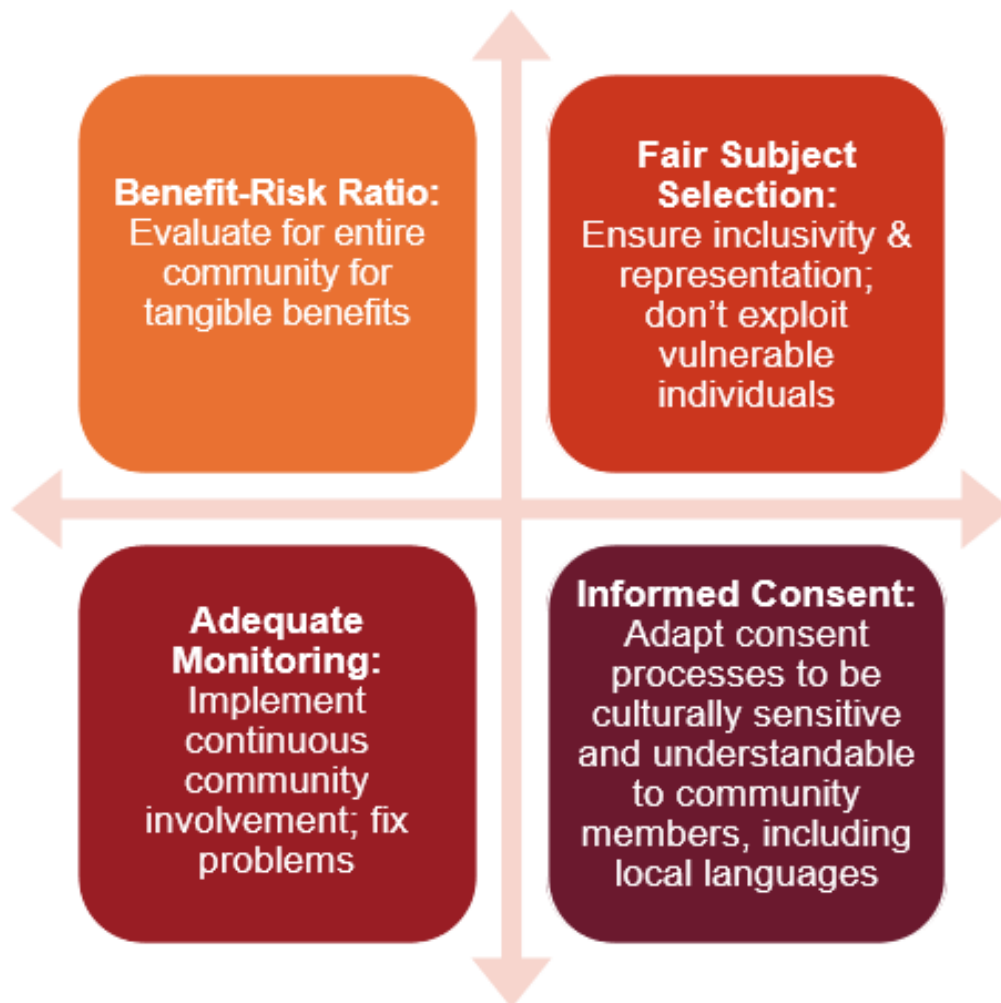 Benefit-Risk Ratio:
Evaluate for entire
community for
tangible benefits
Fair Subject
Selection:
Ensure inclusivity &
representation;
don’t exploit
vulnerable
individuals
Adequate
Monitoring:
Implement
continuous
community
involvement; fix
problems
Informed Consent:
Adapt consent
processes to be
culturally sensitive
and understandable
to community
members, including
local languages